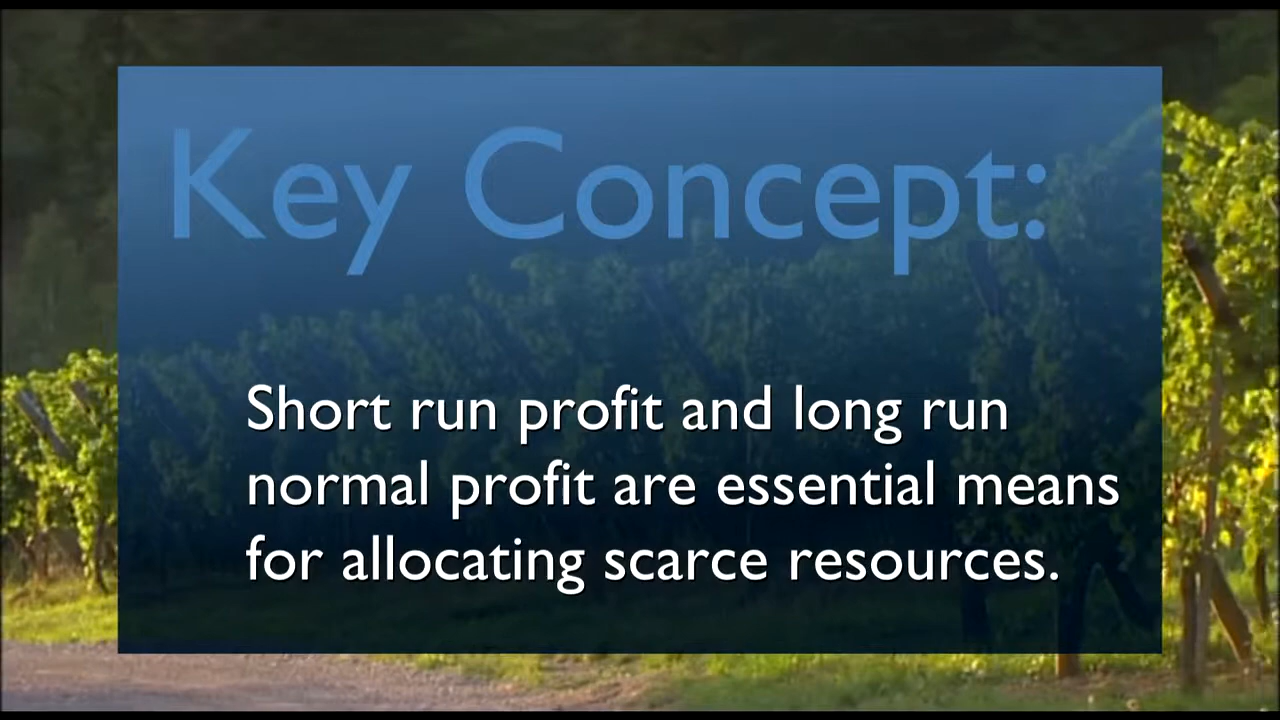 Key Concept:
Short run profit and long run
normal profit are essential means
for allocating scarce resources.